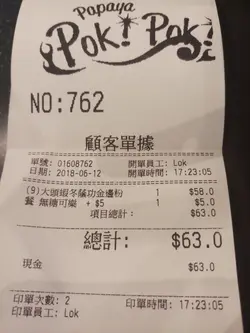 Papaya
Pok! Pok!
NO:762
顧客單據
單號: 01608762 開單員工: Lok
日期: 2018-06-12 開單時間: 17:23:05
(9)大頭蝦冬蔭功金邊粉 $58.0
餐 無糖可樂 +$5 $5.0
項目總計: $63.0
總計: $63.0
現金 $63.0
印單次數: 2 印單時間: 17:23:05
印單員工: Lok